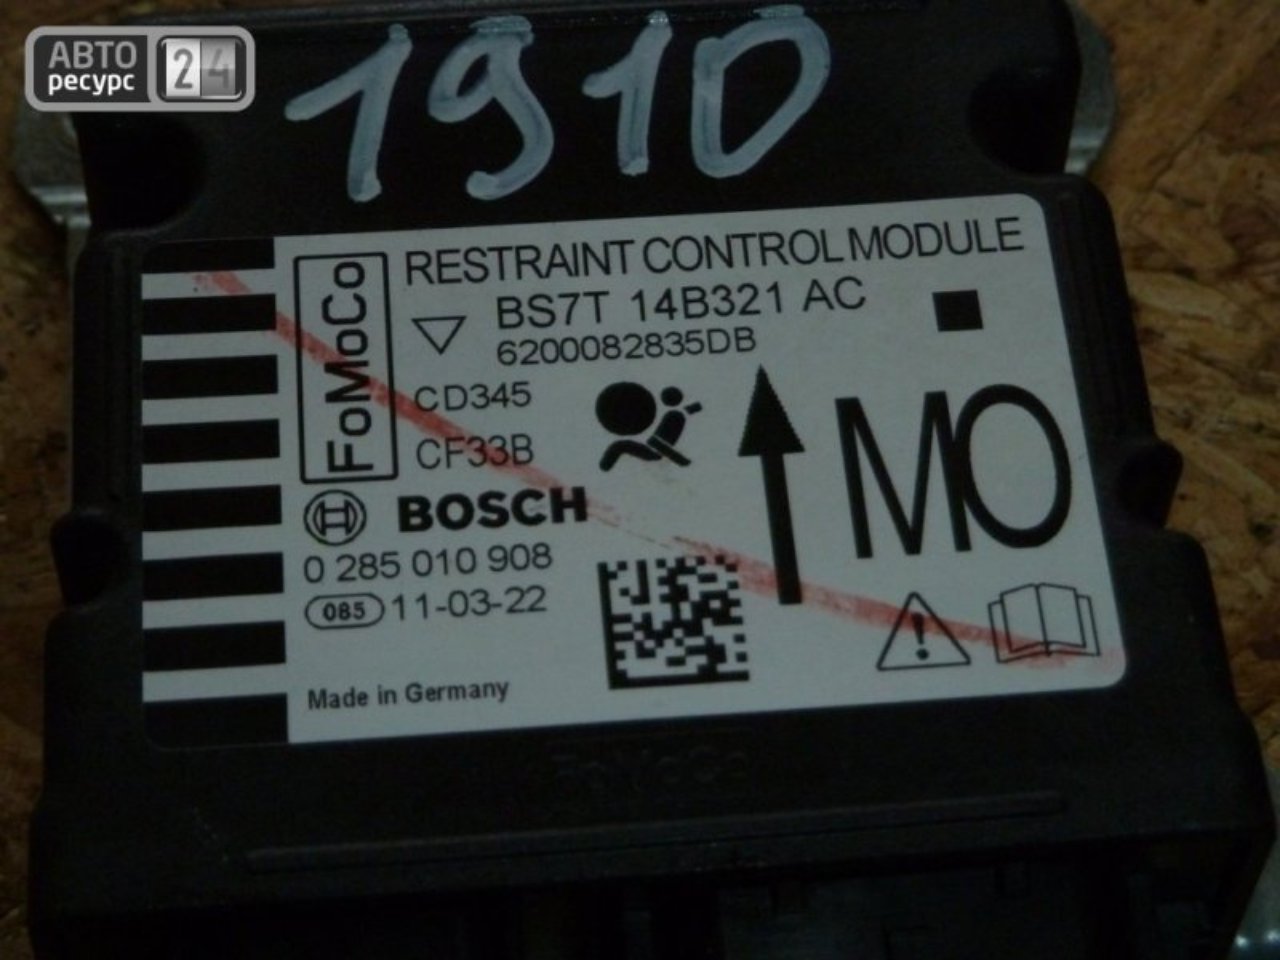 АВТО
ресурс 24
1910
RESTRAINT CONTROL MODULE
FoMoCo
BS7T 14B321 AC
6200082835DB
CD345
CF33B
MO
BOSCH
0 285 010 908
085 11-03-22
Made in Germany
FoMoCo